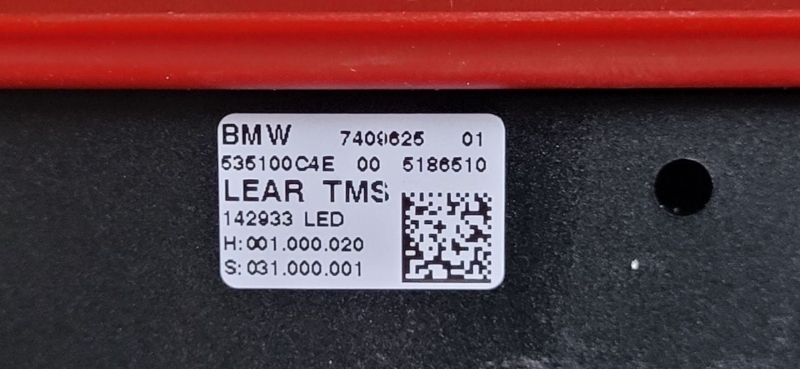 BMW 7409625 01
535100C4E 00 5186510
LEAR TMS
142933 LED
H:001.000.020
S:031.000.001